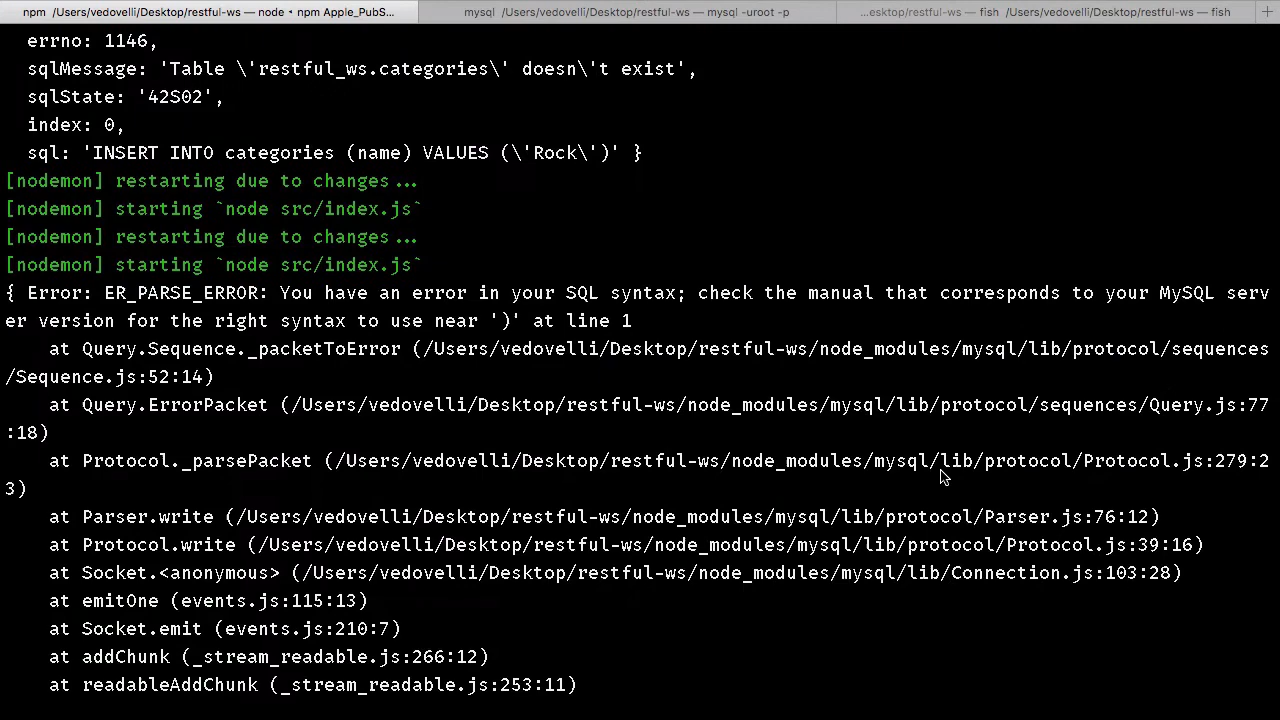 npm  /Users/vedovelli/Desktop/restful-ws — node • npm Apple_PubS...
mysql  /Users/vedovelli/Desktop/restful-ws — mysql -uroot -p
...esktop/restful-ws — fish  /Users/vedovelli/Desktop/restful-ws — fish
+
errno: 1146,
sqlMessage: 'Table \'restful_ws.categories\' doesn\'t exist',
sqlState: '42S02',
index: 0,
sql: 'INSERT INTO categories (name) VALUES (\'Rock\')' }
[nodemon] restarting due to changes...
[nodemon] starting `node src/index.js`
[nodemon] restarting due to changes...
[nodemon] starting `node src/index.js`
{ Error: ER_PARSE_ERROR: You have an error in your SQL syntax; check the manual that corresponds to your MySQL serv
er version for the right syntax to use near ')' at line 1
at Query.Sequence._packetToError (/Users/vedovelli/Desktop/restful-ws/node_modules/mysql/lib/protocol/sequences
/Sequence.js:52:14)
at Query.ErrorPacket (/Users/vedovelli/Desktop/restful-ws/node_modules/mysql/lib/protocol/sequences/Query.js:77
:18)
at Protocol._parsePacket (/Users/vedovelli/Desktop/restful-ws/node_modules/mysql/lib/protocol/Protocol.js:279:2
3)
at Parser.write (/Users/vedovelli/Desktop/restful-ws/node_modules/mysql/lib/protocol/Parser.js:76:12)
at Protocol.write (/Users/vedovelli/Desktop/restful-ws/node_modules/mysql/lib/protocol/Protocol.js:39:16)
at Socket.<anonymous> (/Users/vedovelli/Desktop/restful-ws/node_modules/mysql/lib/Connection.js:103:28)
at emitOne (events.js:115:13)
at Socket.emit (events.js:210:7)
at addChunk (_stream_readable.js:266:12)
at readableAddChunk (_stream_readable.js:253:11)